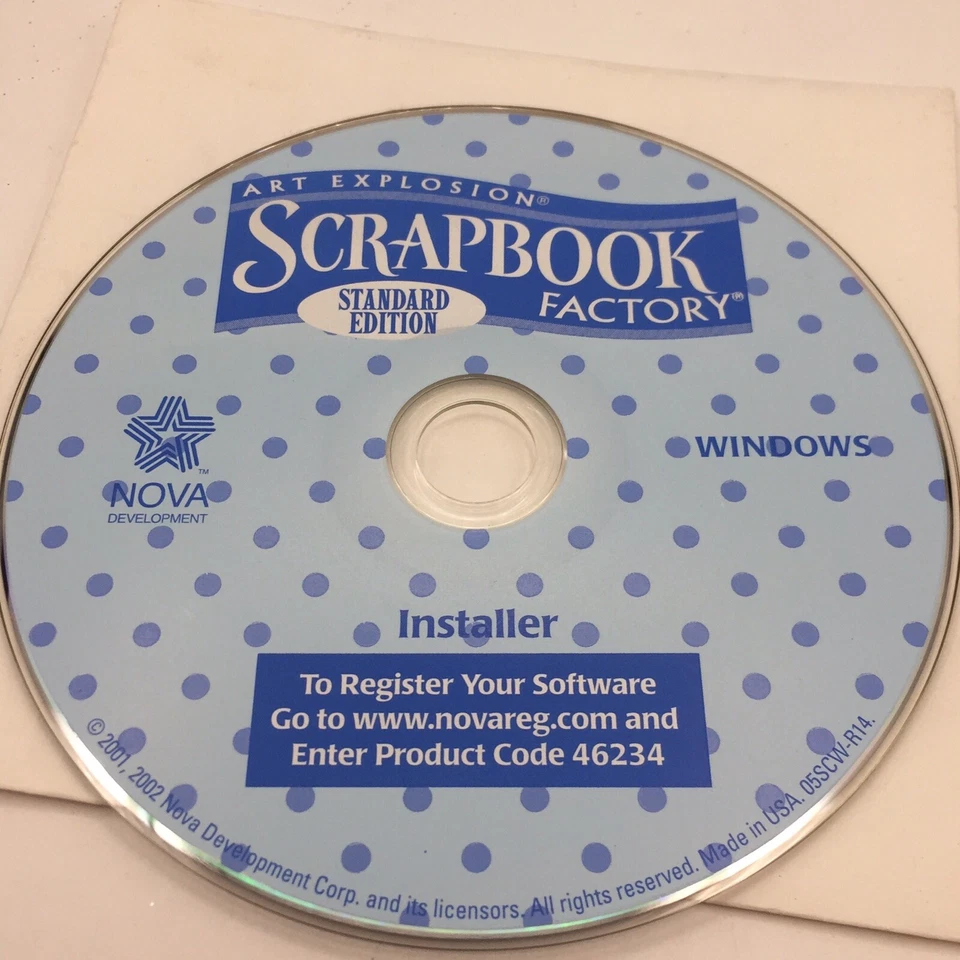 ART EXPLOSION®
SCRAPBOOK
FACTORY®
STANDARD
EDITION
NOVA™
DEVELOPMENT
WINDOWS
Installer
To Register Your Software
Go to www.novareg.com and
Enter Product Code 46234
© 2001, 2002 Nova Development Corp. and its licensors. All rights reserved. Made in USA. 05SCW-R14.